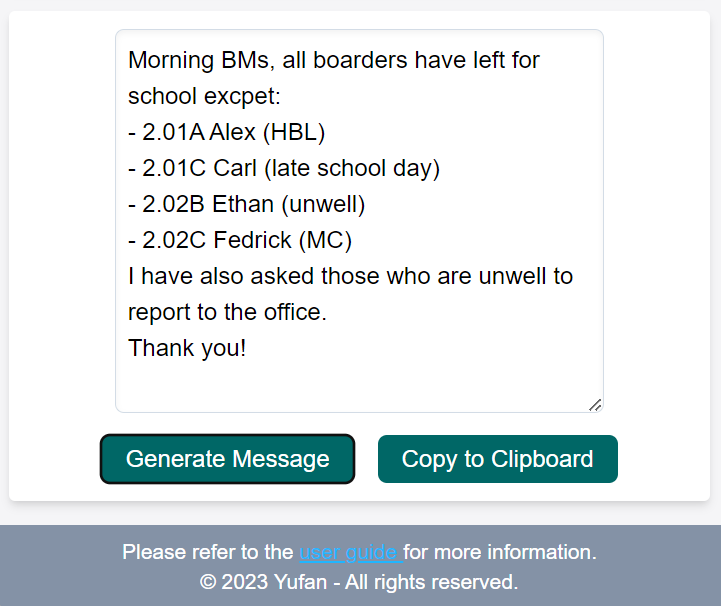 Morning BMs, all boarders have left for
school excpet:
- 2.01A Alex (HBL)
- 2.01C Carl (late school day)
- 2.02B Ethan (unwell)
- 2.02C Fedrick (MC)
I have also asked those who are unwell to
report to the office.
Thank you!
Generate Message
Copy to Clipboard
Please refer to the user guide for more information.
© 2023 Yufan - All rights reserved.